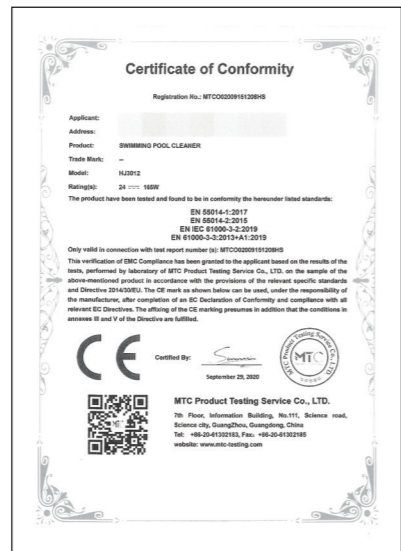 Certificate of Conformity
Registration No.: MTCO02009151208HS
Applicant:
Address:
Product: SWIMMING POOL CLEANER
Trade Mark: --
Model: HJ3012
Rating(s): 24 ⎓ 165W
The product have been tested and found to be in conformity the hereunder listed standards:
EN 55014-1:2017
EN 55014-2:2015
EN IEC 61000-3-2:2019
EN 61000-3-3:2013+A1:2019
Only valid in connection with test report number (s): MTCO02009151208HS
This verification of EMC Compliance has been granted to the applicant based on the results of the
tests, performed by laboratory of MTC Product Testing Service Co., LTD. on the sample of the
above-mentioned product in accordance with the provisions of the relevant specific standards
and Directive 2014/30/EU. The CE mark as shown below can be used, under the responsibility of
the manufacturer, after completion of an EC Declaration of Conformity and compliance with all
relevant EC Directives. The affixing of the CE marking presumes in addition that the conditions in
annexes III and V of the Directive are fulfilled.
CE
Certified By:
September 29, 2020
MTC Product Testing Service Co., LTD.
MTC
MTC Product Testing Service Co., LTD.
7th Floor, Information Building, No.111, Science road,
Science city, GuangZhou, Guangdong, China
Tel: +86-20-61302183, Fax: +86-20-61302185
website: www.mtc-testing.com